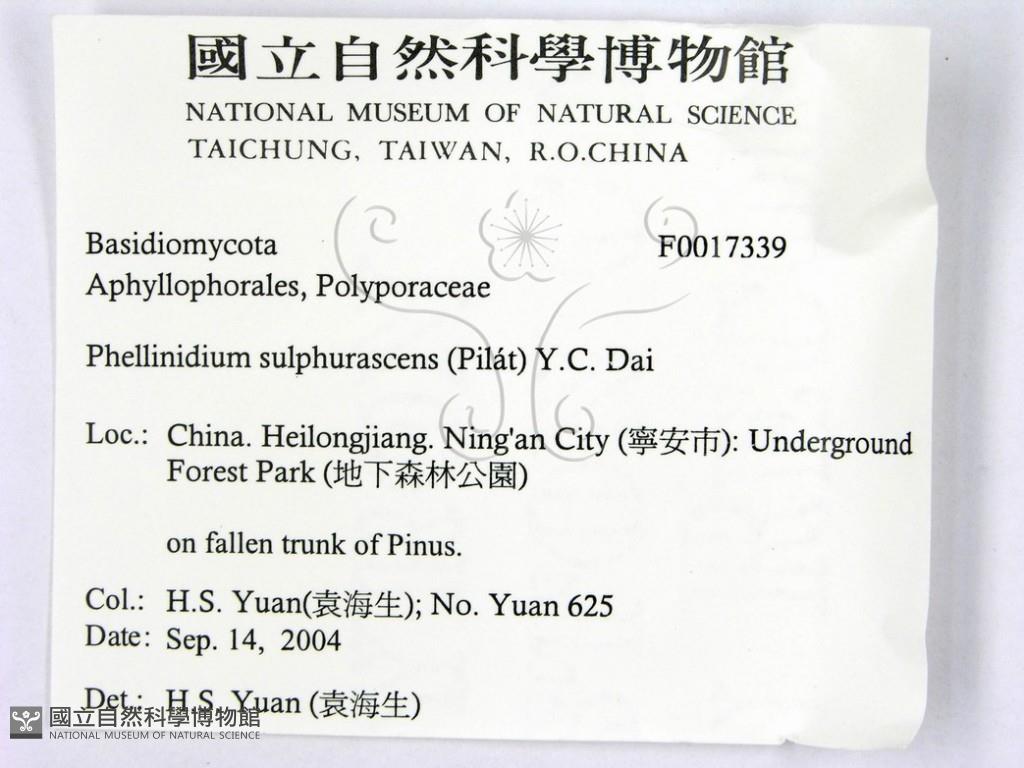 國立自然科學博物館
NATIONAL MUSEUM OF NATURAL SCIENCE
TAICHUNG, TAIWAN, R.O.CHINA
Basidiomycota F0017339
Aphyllophorales, Polyporaceae
Phellinidium sulphurascens (Pilát) Y.C. Dai
Loc.: China. Heilongjiang. Ning'an City (寧安市): Underground
Forest Park (地下森林公園)
on fallen trunk of Pinus.
Col.: H.S. Yuan(袁海生); No. Yuan 625
Date: Sep. 14, 2004
Det.: H.S. Yuan (袁海生)
國立自然科學博物館
NATIONAL MUSEUM OF NATURAL SCIENCE